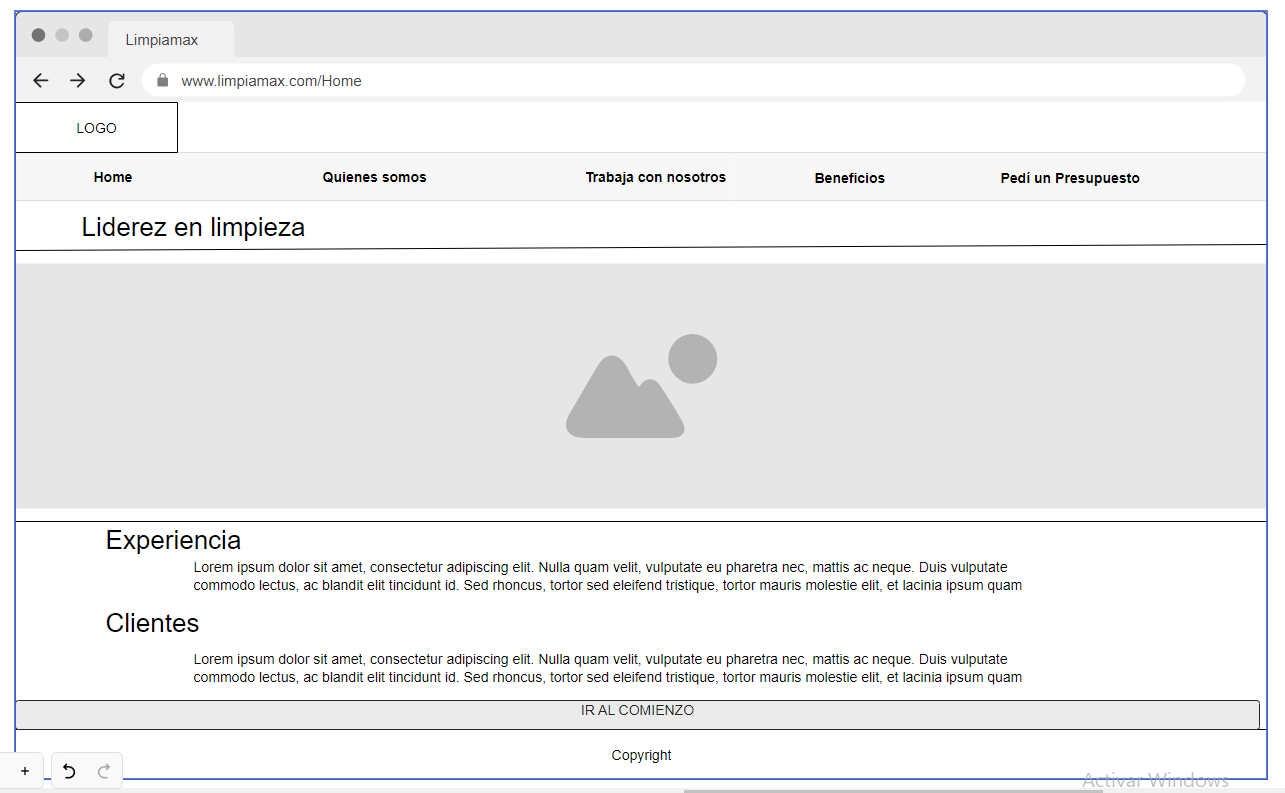 Limpiamax
www.limpiamax.com/Home
LOGO
Home Quienes somos Trabaja con nosotros Beneficios Pedí un Presupuesto
Liderez en limpieza
Experiencia
Lorem ipsum dolor sit amet, consectetur adipiscing elit. Nulla quam velit, vulputate eu pharetra nec, mattis ac neque. Duis vulputate
commodo lectus, ac blandit elit tincidunt id. Sed rhoncus, tortor sed eleifend tristique, tortor mauris molestie elit, et lacinia ipsum quam
Clientes
Lorem ipsum dolor sit amet, consectetur adipiscing elit. Nulla quam velit, vulputate eu pharetra nec, mattis ac neque. Duis vulputate
commodo lectus, ac blandit elit tincidunt id. Sed rhoncus, tortor sed eleifend tristique, tortor mauris molestie elit, et lacinia ipsum quam
IR AL COMIENZO
Copyright
Activar Windows